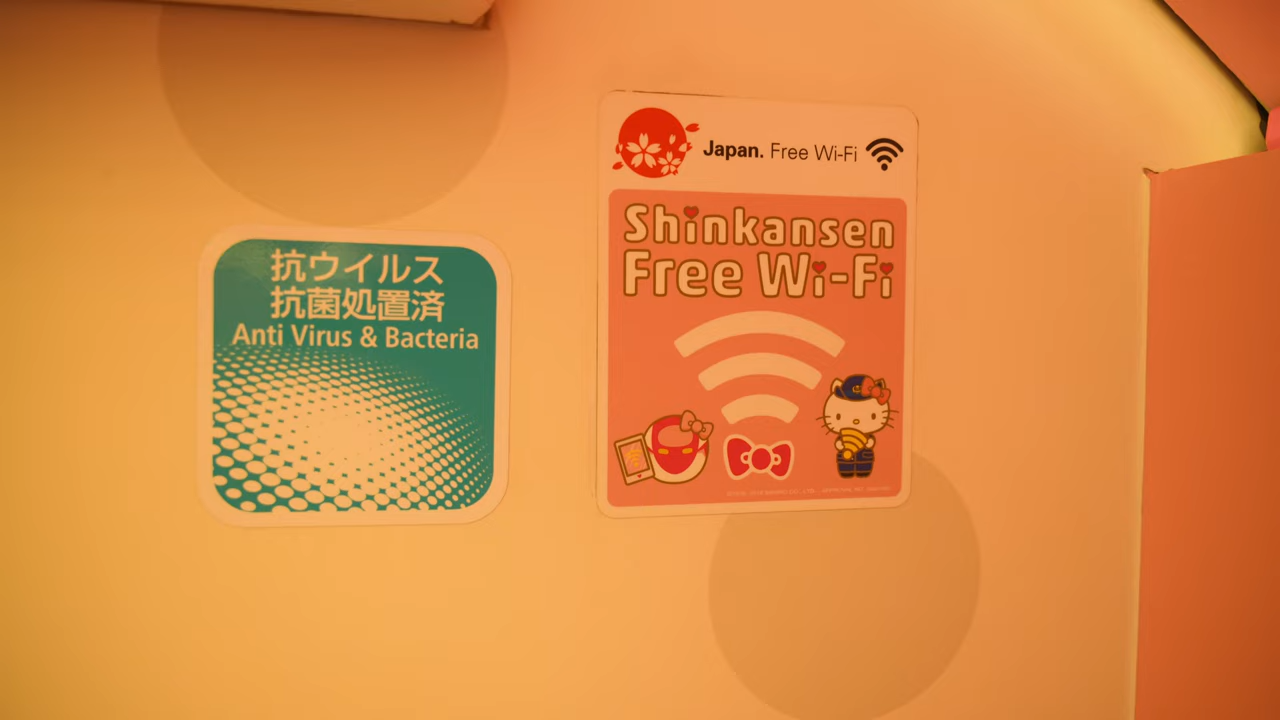 抗ウイルス
抗菌処置済
Anti Virus & Bacteria
Japan. Free Wi-Fi
Shinkansen
Free Wi-Fi